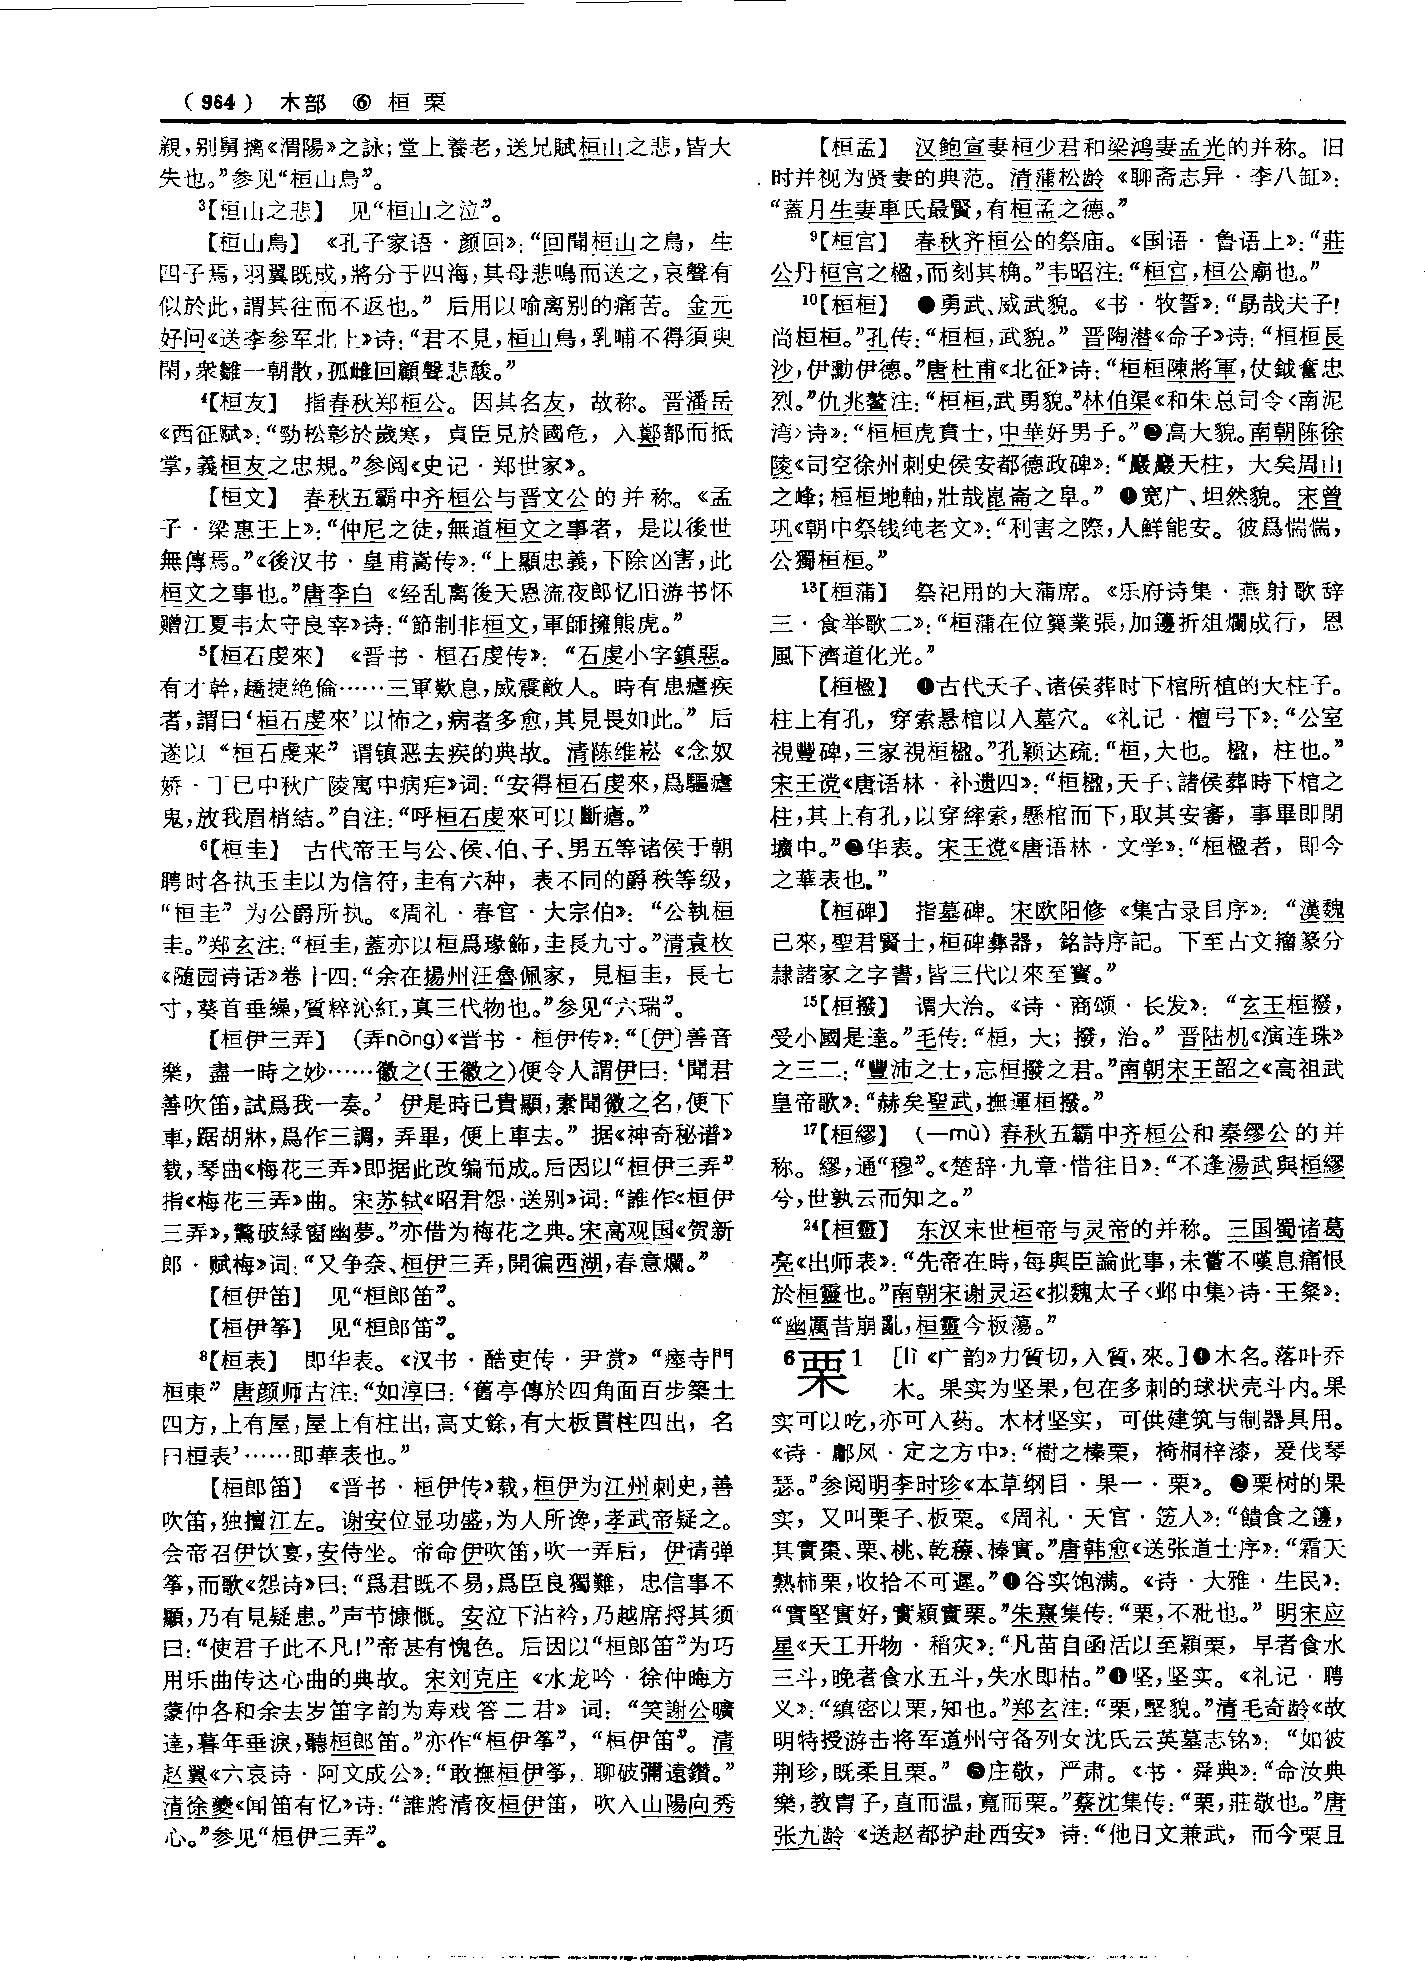 （964） 木部 ⑥ 桓栗
親，别舅摛《渭陽》之詠；堂上養老，送兄賦桓山之悲，皆大
失也。”参见“桓山鳥”。
³【桓山之悲】 见“桓山之泣”。
【桓山鳥】 《孔子家语·颜回》：“回聞桓山之鳥，生
四子焉，羽翼既成，將分于四海，其母悲鳴而送之，哀聲有
似於此，謂其往而不返也。” 后用以喻离别的痛苦。金元
好问《送李参军北上》诗：“君不見，桓山鳥，乳哺不得須臾
閑，衆雛一朝散，孤雌回顧聲悲酸。”
⁴【桓友】 指春秋郑桓公。因其名友，故称。晋潘岳
《西征赋》：“勁松彰於歲寒，貞臣見於國危，入鄭都而抵
掌，義桓友之忠規。”参阅《史记·郑世家》。
【桓文】 春秋五霸中齐桓公与晋文公的并称。《孟
子·梁惠王上》：“仲尼之徒，無道桓文之事者，是以後世
無傳焉。”《後汉书·皇甫嵩传》：“上顯忠義，下除凶害，此
桓文之事也。”唐李白《经乱离後天恩流夜郎忆旧游书怀
赠江夏韦太守良宰》诗：“節制非桓文，軍師擁熊虎。”
⁵【桓石虔來】 《晋书·桓石虔传》：“石虔小字鎮惡。
有才幹，趫捷絶倫……三軍歎息，威震敵人。時有患瘧疾
者，謂曰‘桓石虔來’以怖之，病者多愈，其見畏如此。” 后
遂以“桓石虔来”谓镇恶去疾的典故。清陈维崧《念奴
娇·丁巳中秋广陵寓中病疟》词：“安得桓石虔來，爲驅瘧
鬼，放我眉梢結。”自注：“呼桓石虔來可以斷瘧。”
⁶【桓圭】 古代帝王与公、侯、伯、子、男五等诸侯于朝
聘时各执玉圭以为信符，圭有六种，表不同的爵秩等级，
“桓圭”为公爵所执。《周礼·春官·大宗伯》：“公執桓
圭。”郑玄注：“桓圭，蓋亦以桓爲瑑飾，圭長九寸。”清袁枚
《随园诗话》卷十四：“余在揚州汪魯佩家，見桓圭，長七
寸，葵首垂繅，質粹沁紅，真三代物也。”参见“六瑞”。
【桓伊三弄】 （弄nòng）《晋书·桓伊传》：“〔伊〕善音
樂，盡一時之妙……徽之（王徽之）便令人謂伊曰：‘聞君
善吹笛，試爲我一奏。’ 伊是時已貴顯，素聞徽之名，便下
車，踞胡牀，爲作三調，弄畢，便上車去。” 据《神奇秘谱》
载，琴曲《梅花三弄》即据此改编而成。后因以“桓伊三弄”
指《梅花三弄》曲。宋苏轼《昭君怨·送别》词：“誰作<桓伊
三弄>，驚破緑窗幽夢。”亦借为梅花之典。宋高观国《贺新
郎·赋梅》词：“又争奈、桓伊三弄，開徧西湖，春意爛。”
【桓伊笛】 见“桓郎笛”。
【桓伊筝】 见“桓郎笛”。
⁸【桓表】 即华表。《汉书·酷吏传·尹赏》“瘞寺門
桓東” 唐颜师古注：“如淳曰：‘舊亭傳於四角面百步築土
四方，上有屋，屋上有柱出，高丈餘，有大板貫柱四出，名
曰桓表’……即華表也。”
【桓郎笛】 《晋书·桓伊传》载，桓伊为江州刺史，善
吹笛，独擅江左。谢安位显功盛，为人所谗，孝武帝疑之。
会帝召伊饮宴，安侍坐。帝命伊吹笛，吹一弄后，伊请弹
筝，而歌《怨诗》曰：“爲君既不易，爲臣良獨難，忠信事不
顯，乃有見疑患。”声节慷慨。安泣下沾衿，乃越席捋其须
曰：“使君子此不凡！”帝甚有愧色。后因以“桓郎笛”为巧
用乐曲传达心曲的典故。宋刘克庄《水龙吟·徐仲晦方
蒙仲各和余去岁笛字韵为寿戏答二君》词：“笑謝公曠
達，暮年垂淚，聽桓郎笛。”亦作“桓伊筝”，“桓伊笛”。清
赵翼《六哀诗·阿文成公》：“敢撫桓伊筝，聊破彌遠鑽。”
清徐夔《闻笛有忆》诗：“誰將清夜桓伊笛，吹入山陽向秀
心。”参见“桓伊三弄”。
【桓孟】 汉鲍宣妻桓少君和梁鸿妻孟光的并称。旧
时并视为贤妻的典范。清蒲松龄《聊斋志异·李八缸》：
“蓋月生妻車氏最賢，有桓孟之德。”
⁹【桓宫】 春秋齐桓公的祭庙。《国语·鲁语上》：“莊
公丹桓宫之楹，而刻其桷。”韦昭注：“桓宫，桓公廟也。”
¹⁰【桓桓】 ❶勇武、威武貌。《书·牧誓》：“勗哉夫子！
尚桓桓。”孔传：“桓桓，武貌。” 晋陶潜《命子》诗：“桓桓長
沙，伊勳伊德。”唐杜甫《北征》诗：“桓桓陳將軍，仗鉞奮忠
烈。”仇兆鳌注：“桓桓，武勇貌。”林伯渠《和朱总司令<南泥
湾>诗》：“桓桓虎賁士，中華好男子。”❷高大貌。南朝陈徐
陵《司空徐州刺史侯安都德政碑》：“巖巖天柱，大矣周山
之峰；桓桓地軸，壯哉崑崙之阜。” ❸宽广、坦然貌。宋曾
巩《朝中祭钱纯老文》：“利害之際，人鮮能安。彼爲惴惴，
公獨桓桓。”
¹³【桓蒲】 祭祀用的大蒲席。《乐府诗集·燕射歌辞
三·食举歌二》：“桓蒲在位簨業張，加籩折俎爛成行，恩
風下濟道化光。”
【桓楹】 ❶古代天子、诸侯葬时下棺所植的大柱子。
柱上有孔，穿索悬棺以入墓穴。《礼记·檀弓下》：“公室
視豐碑，三家視桓楹。”孔颖达疏：“桓，大也。楹，柱也。”
宋王谠《唐语林·补遗四》：“桓楹，天子、諸侯葬時下棺之
柱，其上有孔，以穿繂索，懸棺而下，取其安審，事畢即閉
壙中。”❷华表。宋王谠《唐语林·文学》：“桓楹者，即今
之華表也。”
【桓碑】 指墓碑。宋欧阳修《集古录目序》：“漢魏
已來，聖君賢士，桓碑彝器，銘詩序記。下至古文籀篆分
隸諸家之字書，皆三代以來至寶。”
¹⁵【桓撥】 谓大治。《诗·商颂·长发》：“玄王桓撥，
受小國是達。”毛传：“桓，大；撥，治。” 晋陆机《演连珠》
之三二：“豐沛之士，忘桓撥之君。”南朝宋王韶之《高祖武
皇帝歌》：“赫矣聖武，撫運桓撥。”
¹⁷【桓繆】 （—mù）春秋五霸中齐桓公和秦缪公的并
称。繆，通“穆”。《楚辞·九章·惜往日》：“不逢湯武與桓繆
兮，世孰云而知之。”
²⁴【桓靈】 东汉末世桓帝与灵帝的并称。三国蜀诸葛
亮《出师表》：“先帝在時，每與臣論此事，未嘗不嘆息痛恨
於桓靈也。”南朝宋谢灵运《拟魏太子<邺中集>诗·王粲》：
“幽厲昔崩亂，桓靈今板蕩。”
⁶栗¹ [lì《广韵》力質切，入質，來。]❶木名。落叶乔
木。果实为坚果，包在多刺的球状壳斗内。果
实可以吃，亦可入药。木材坚实，可供建筑与制器具用。
《诗·鄘风·定之方中》：“樹之榛栗，椅桐梓漆，爰伐琴
瑟。”参阅明李时珍《本草纲目·果一·栗》。 ❷栗树的果
实，又叫栗子、板栗。《周礼·天官·笾人》：“饋食之籩，
其實棗、栗、桃、乾䕩、榛實。”唐韩愈《送张道士序》：“霜天
熟柿栗，收拾不可遲。”❸谷实饱满。《诗·大雅·生民》：
“實堅實好，實穎實栗。”朱熹集传：“栗，不秕也。” 明宋应
星《天工开物·稻灾》：“凡苗自函活以至穎栗，早者食水
三斗，晚者食水五斗，失水即枯。”❹坚，坚实。《礼记·聘
义》：“縝密以栗，知也。”郑玄注：“栗，堅貌。”清毛奇龄《故
明特授游击将军道州守备列女沈氏云英墓志铭》：“如彼
荆珍，既柔且栗。” ❺庄敬，严肃。《书·舜典》：“命汝典
樂，教胄子，直而温，寬而栗。”蔡沈集传：“栗，莊敬也。”唐
张九龄《送赵都护赴西安》诗：“他日文兼武，而今栗且